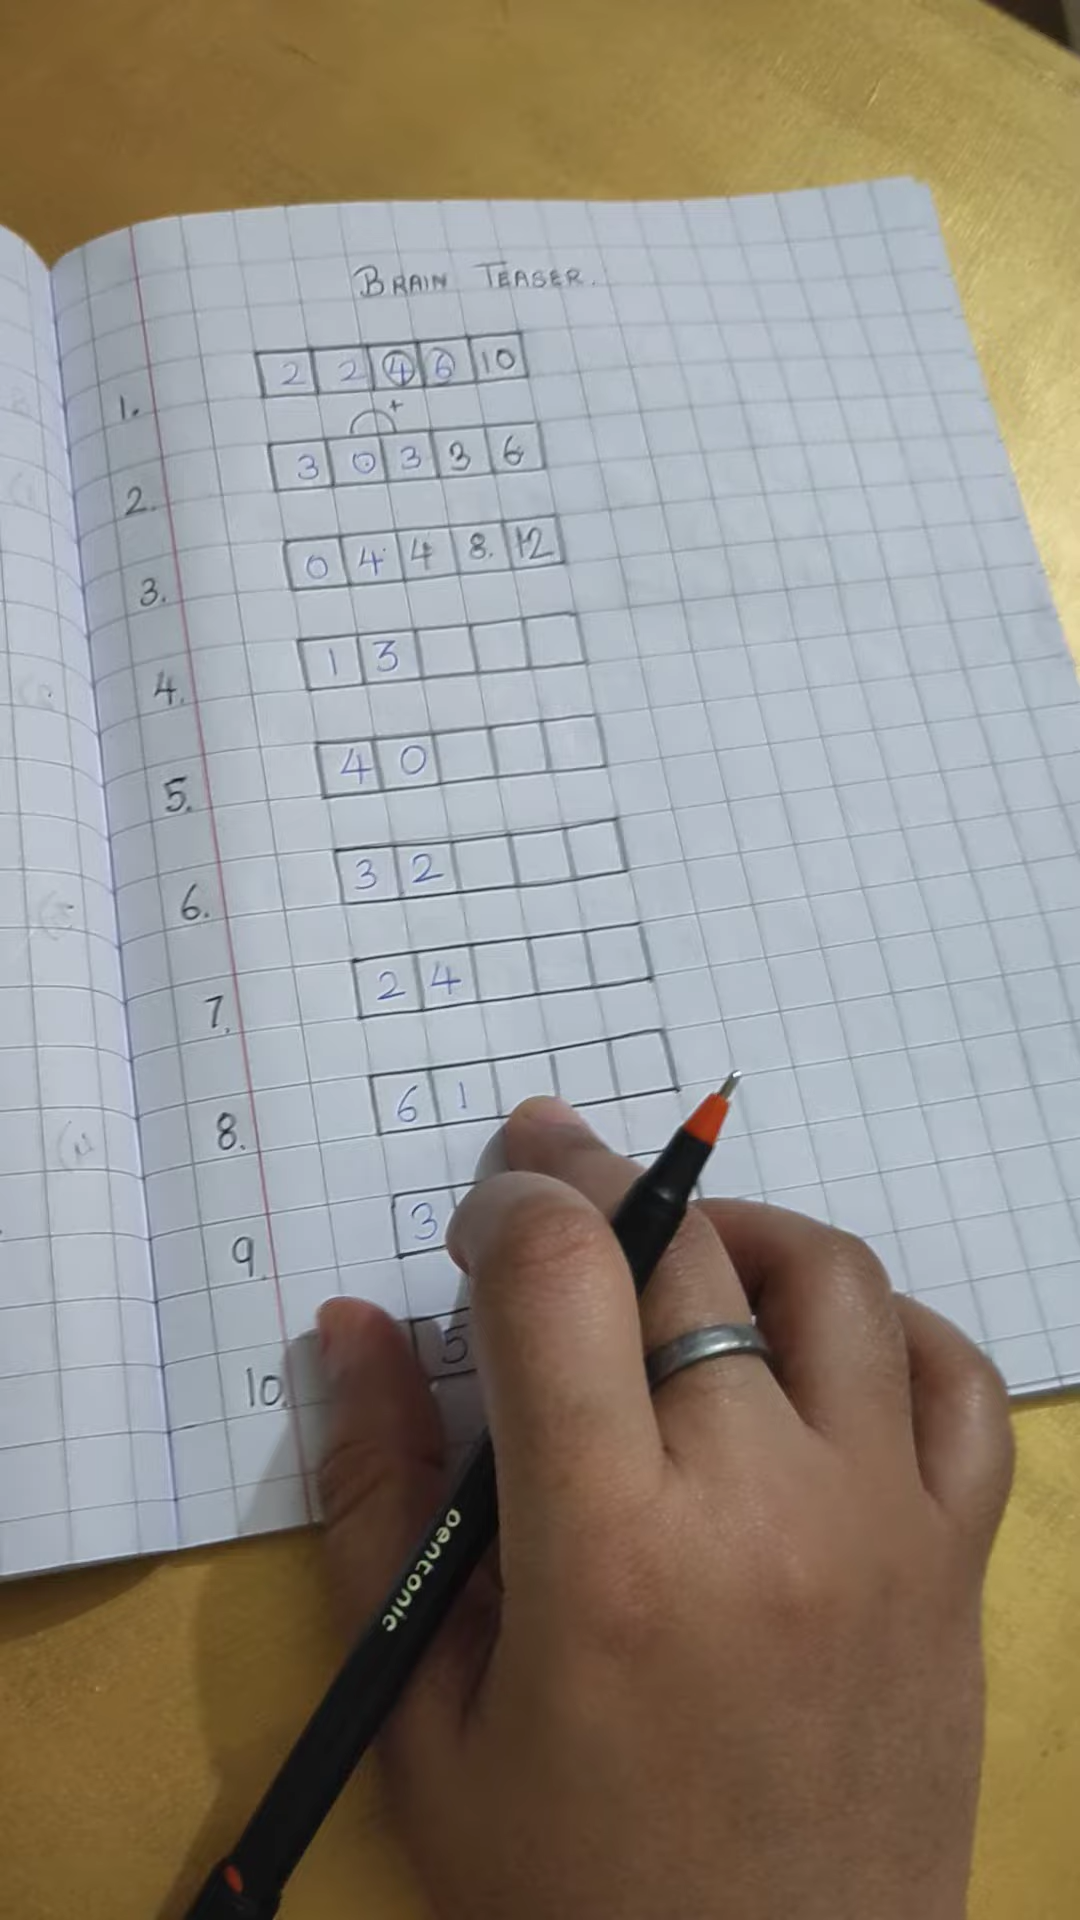 BRAIN TEASER.
1. 2 2 4 6 10
+
2. 3 0 3 3 6
3. 0 4 4 8. 12
4. 1 3
5. 4 0
6. 3 2
7. 2 4
8. 6 1
9. 3
10. 5
oentonic